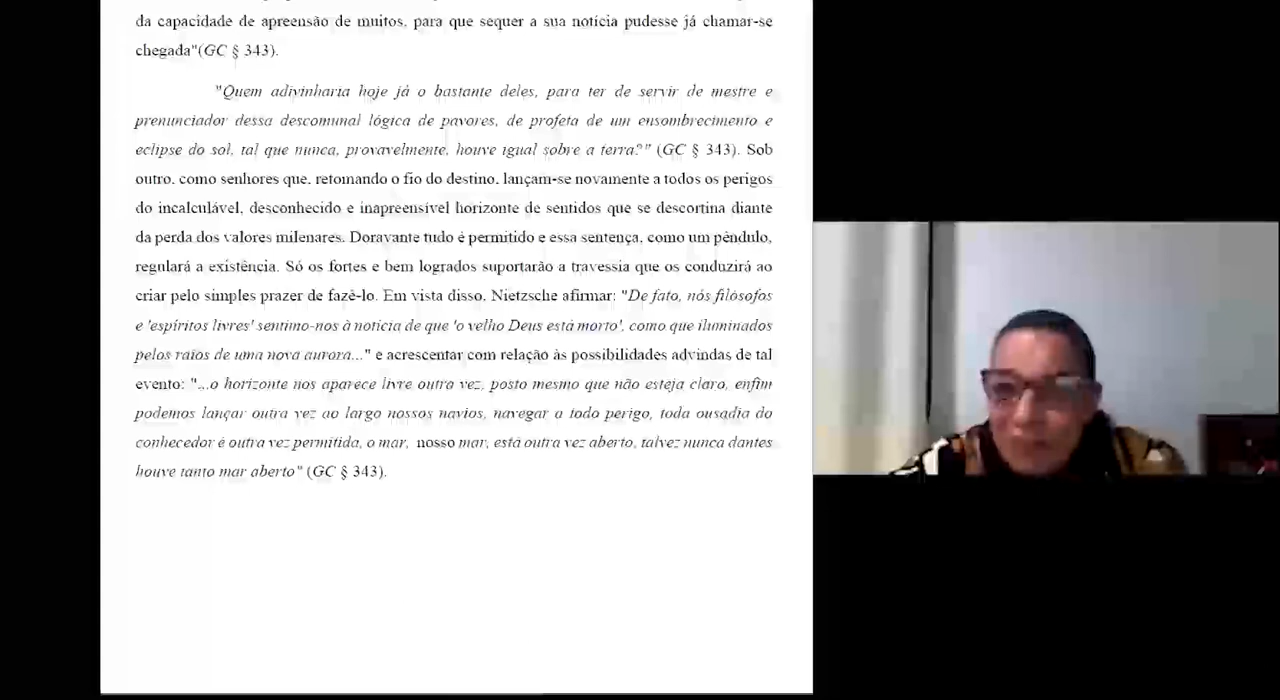 da capacidade de apreensão de muitos, para que sequer a sua notícia pudesse já chamar-se
chegada"(GC § 343).
"Quem adivinharia hoje já o bastante deles, para ter de servir de mestre e
prenunciador dessa descomunal lógica de pavores, de profeta de um ensombrecimento e
eclipse do sol, tal que nunca, provavelmente, houve igual sobre a terra?" (GC § 343). Sob
outro, como senhores que, retomando o fio do destino, lançam-se novamente a todos os perigos
do incalculável, desconhecido e inapreensível horizonte de sentidos que se descortina diante
da perda dos valores milenares. Doravante tudo é permitido e essa sentença, como um pêndulo,
regulará a existência. Só os fortes e bem logrados suportarão a travessia que os conduzirá ao
criar pelo simples prazer de fazê-lo. Em vista disso, Nietzsche afirmar: "De fato, nós filósofos
e 'espíritos livres' sentimo-nos à notícia de que 'o velho Deus está morto', como que iluminados
pelos raios de uma nova aurora..." e acrescentar com relação às possibilidades advindas de tal
evento: "...o horizonte nos aparece livre outra vez, posto mesmo que não esteja claro, enfim
podemos lançar outra vez ao largo nossos navios, navegar a todo perigo, toda ousadia do
conhecedor é outra vez permitida, o mar, nosso mar, está outra vez aberto, talvez nunca dantes
houve tanto mar aberto" (GC § 343).